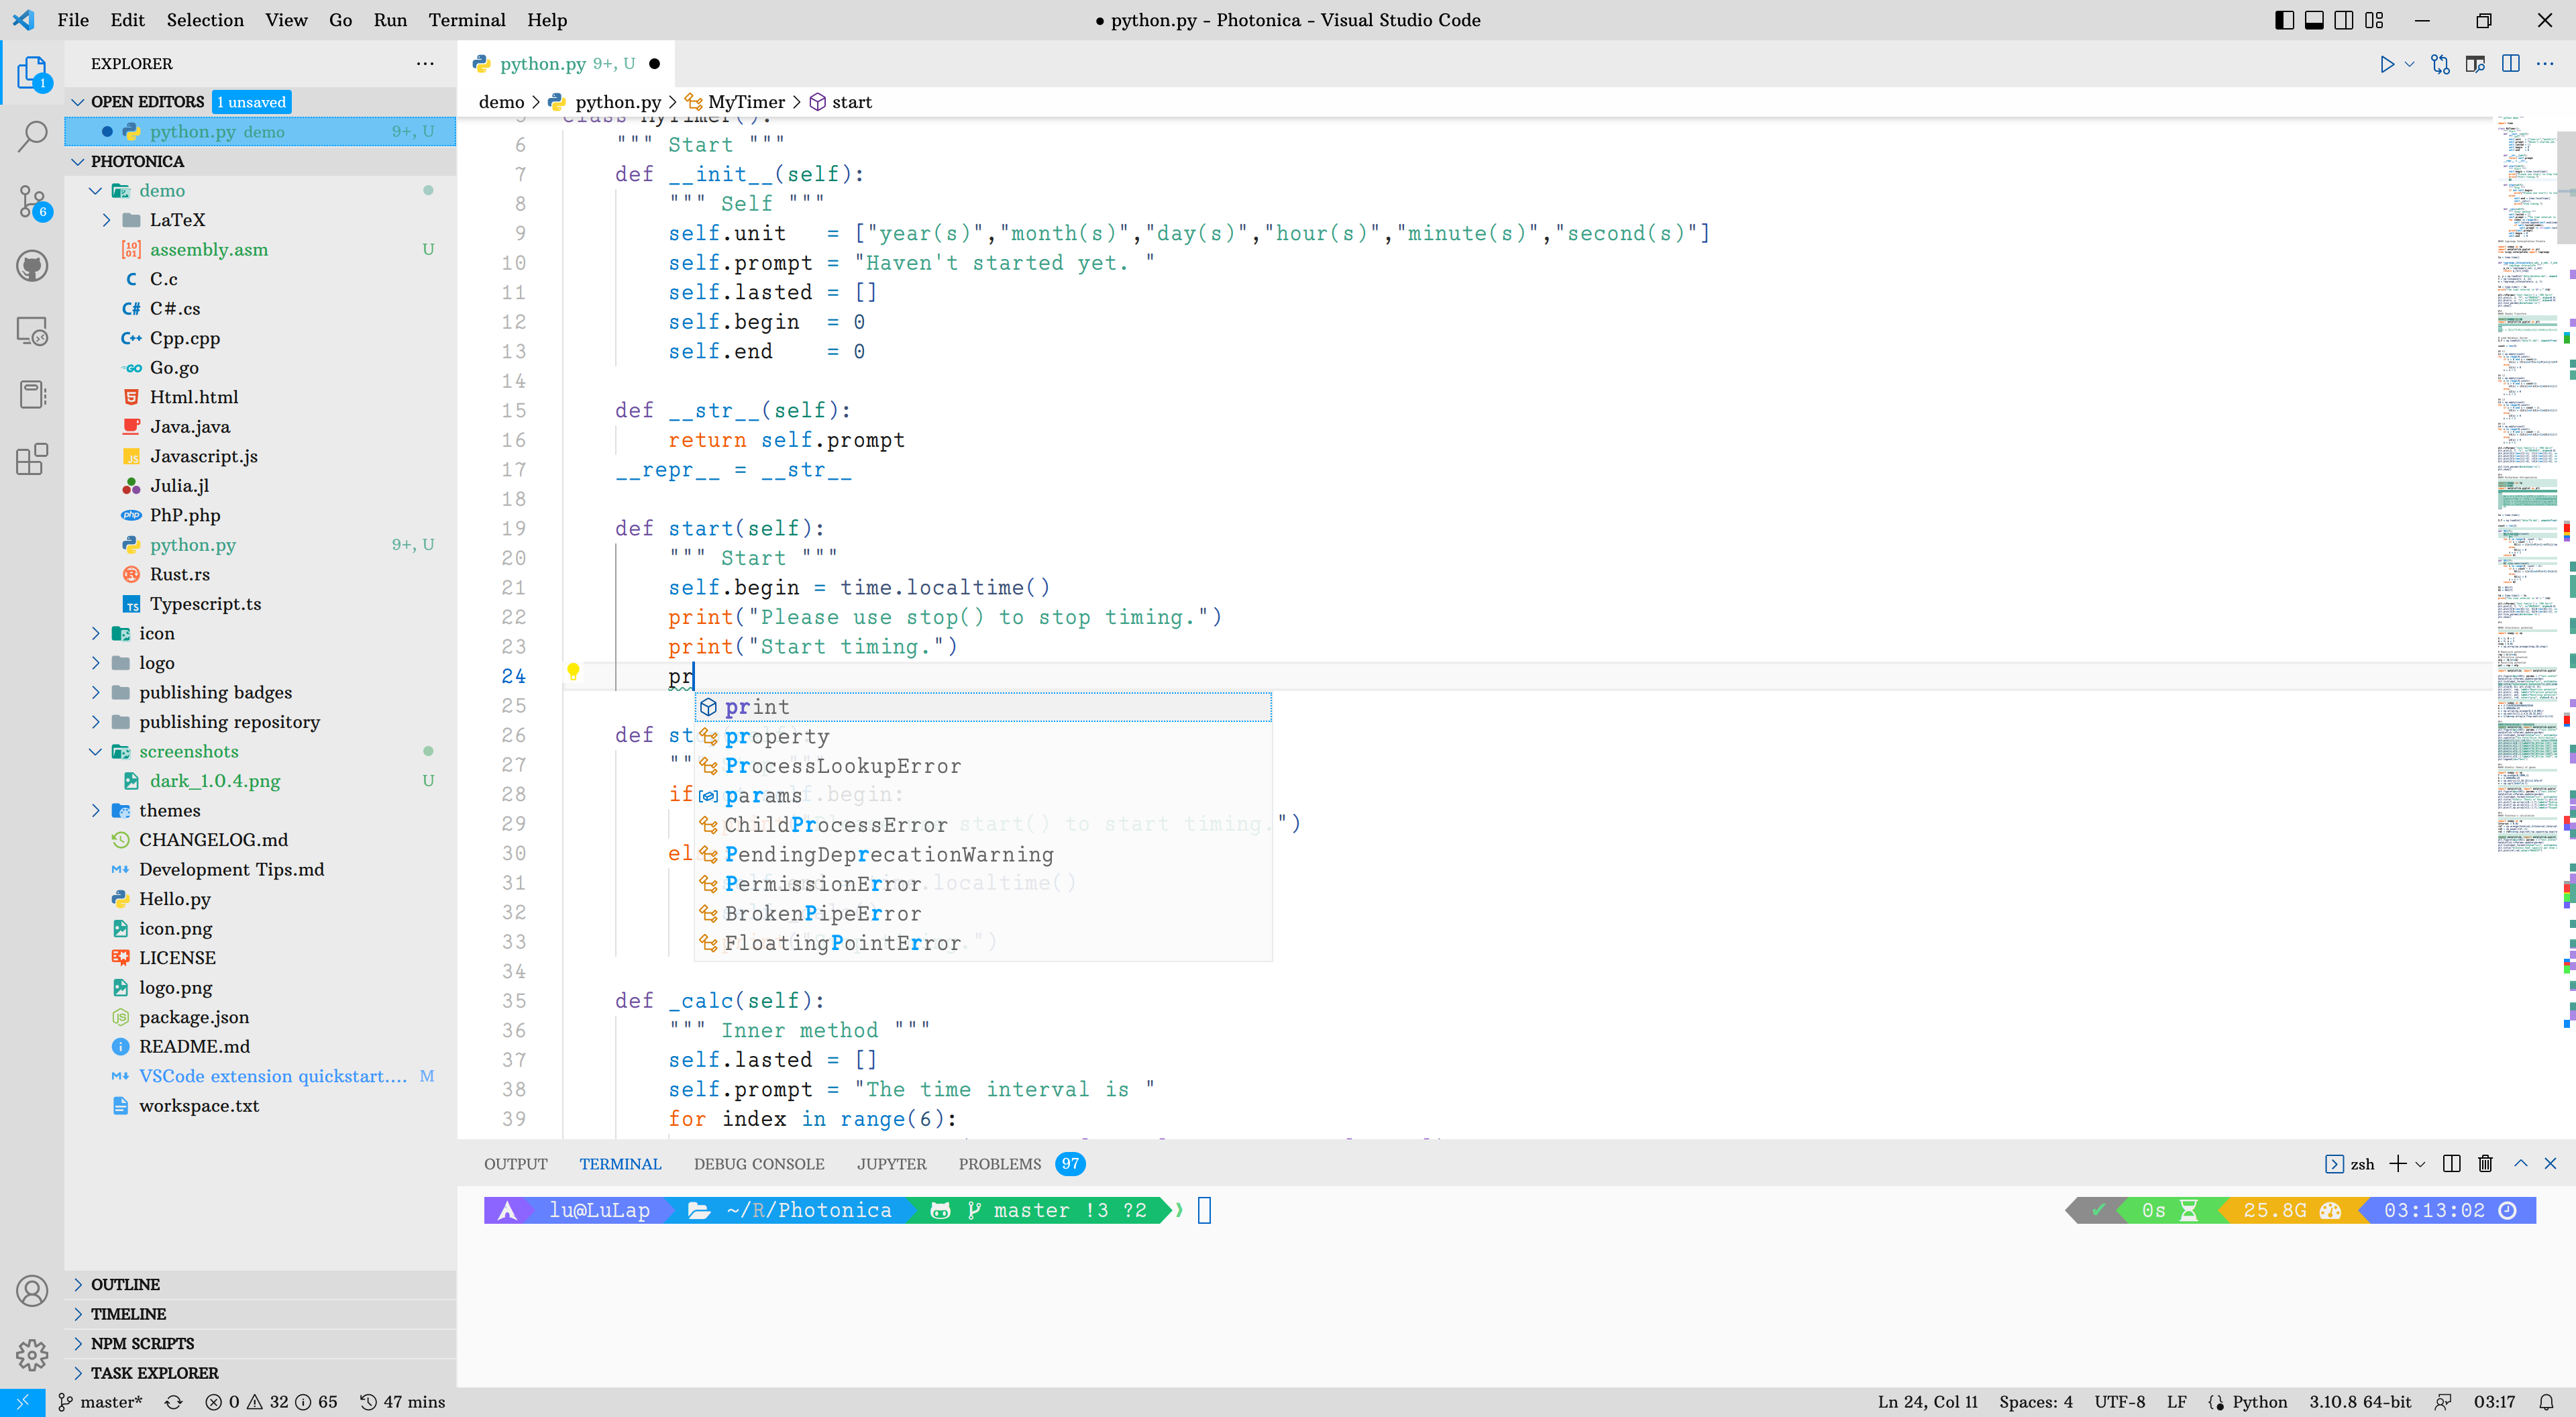 File Edit Selection View Go Run Terminal Help
● python.py - Photonica - Visual Studio Code
1
6
EXPLORER
OPEN EDITORS 1 unsaved
python.py demo 9+, U
PHOTONICA
demo
LaTeX
assembly.asm U
C.c
C#.cs
Cpp.cpp
Go.go
Html.html
Java.java
Javascript.js
Julia.jl
PhP.php
python.py 9+, U
Rust.rs
Typescript.ts
icon
logo
publishing badges
publishing repository
screenshots
dark_1.0.4.png U
themes
CHANGELOG.md
Development Tips.md
Hello.py
icon.png
LICENSE
logo.png
package.json
README.md
VSCode extension quickstart.... M
workspace.txt
OUTLINE
TIMELINE
NPM SCRIPTS
TASK EXPLORER
python.py 9+, U
demo > python.py > MyTimer > start
5 class MyTimer():
6 """ Start """
7 def __init__(self):
8 """ Self """
9 self.unit = ["year(s)","month(s)","day(s)","hour(s)","minute(s)","second(s)"]
10 self.prompt = "Haven't started yet. "
11 self.lasted = []
12 self.begin = 0
13 self.end = 0
14
15 def __str__(self):
16 return self.prompt
17 __repr__ = __str__
18
19 def start(self):
20 """ Start """
21 self.begin = time.localtime()
22 print("Please use stop() to stop timing.")
23 print("Start timing.")
24 pr
25
26 def st
27 ""
28 if self.begin:
29 start() to start timing.")
30 el
31 localtime()
32
33 ")
34
35 def _calc(self):
36 """ Inner method """
37 self.lasted = []
38 self.prompt = "The time interval is "
39 for index in range(6):
print
property
ProcessLookupError
params
ChildProcessError
PendingDeprecationWarning
PermissionError
BrokenPipeError
FloatingPointError
OUTPUT TERMINAL DEBUG CONSOLE JUPYTER PROBLEMS 97
zsh
lu@LuLap ~/R/Photonica master !3 ?2
✔ 0s 25.8G 03:13:02
master* 0 32 65 47 mins
Ln 24, Col 11 Spaces: 4 UTF-8 LF Python 3.10.8 64-bit 03:17